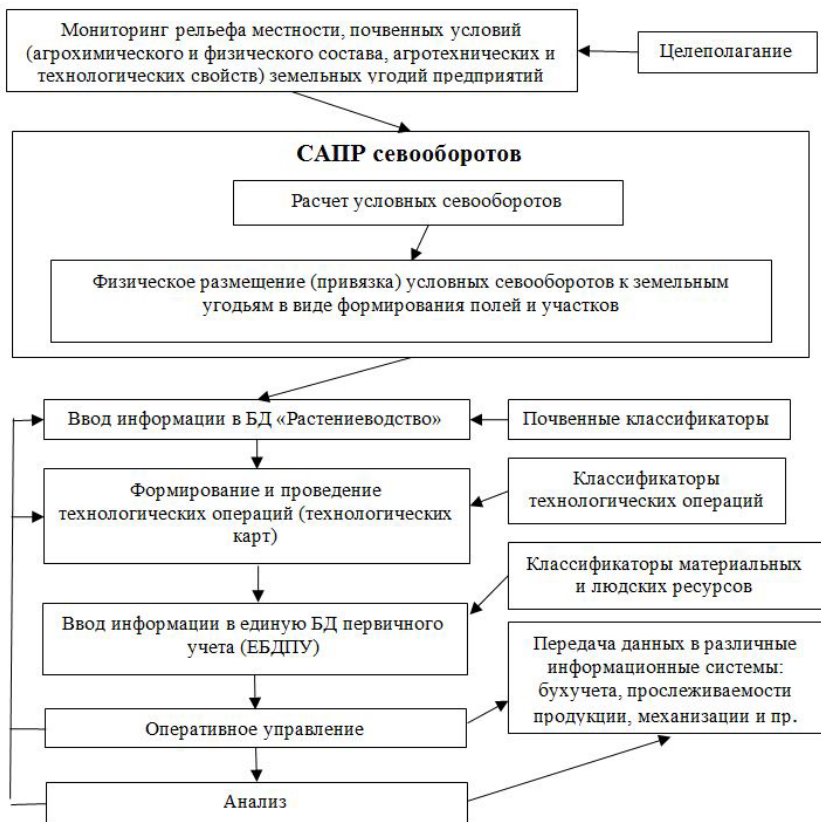 Мониторинг рельефа местности, почвенных условий
(агрохимического и физического состава, агротехнических и
технологических свойств) земельных угодий предприятий
Целеполагание
САПР севооборотов
Расчет условных севооборотов
Физическое размещение (привязка) условных севооборотов к земельным
угодьям в виде формирования полей и участков
Ввод информации в БД «Растениеводство»
Почвенные классификаторы
Формирование и проведение
технологических операций (технологических
карт)
Классификаторы
технологических операций
Классификаторы материальных
и людских ресурсов
Ввод информации в единую БД первичного
учета (ЕБДПУ)
Передача данных в различные
информационные системы:
бухучета, прослеживаемости
продукции, механизации и пр.
Оперативное управление
Анализ